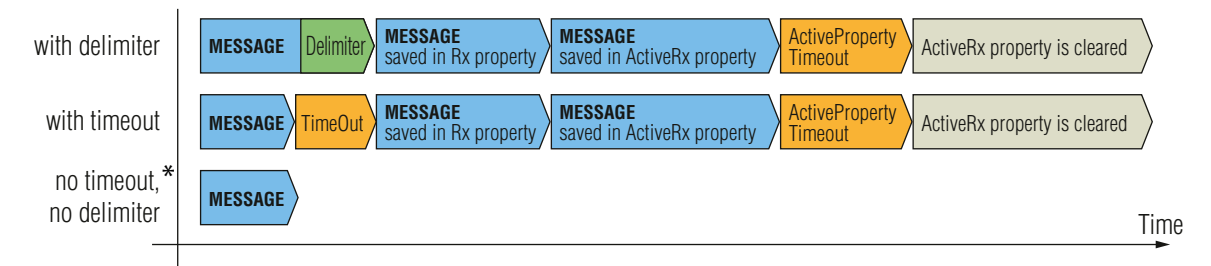 with delimiter
MESSAGE
Delimiter
MESSAGE
saved in Rx property
MESSAGE
saved in ActiveRx property
ActiveProperty
Timeout
ActiveRx property is cleared
with timeout
MESSAGE
TimeOut
MESSAGE
saved in Rx property
MESSAGE
saved in ActiveRx property
ActiveProperty
Timeout
ActiveRx property is cleared
no timeout,*
no delimiter
MESSAGE
Time